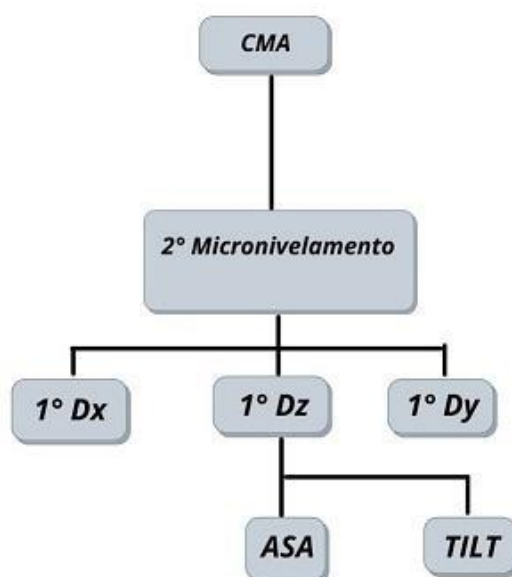 CMA
2° Micronivelamento
1° Dx
1° Dz
1° Dy
ASA
TILT